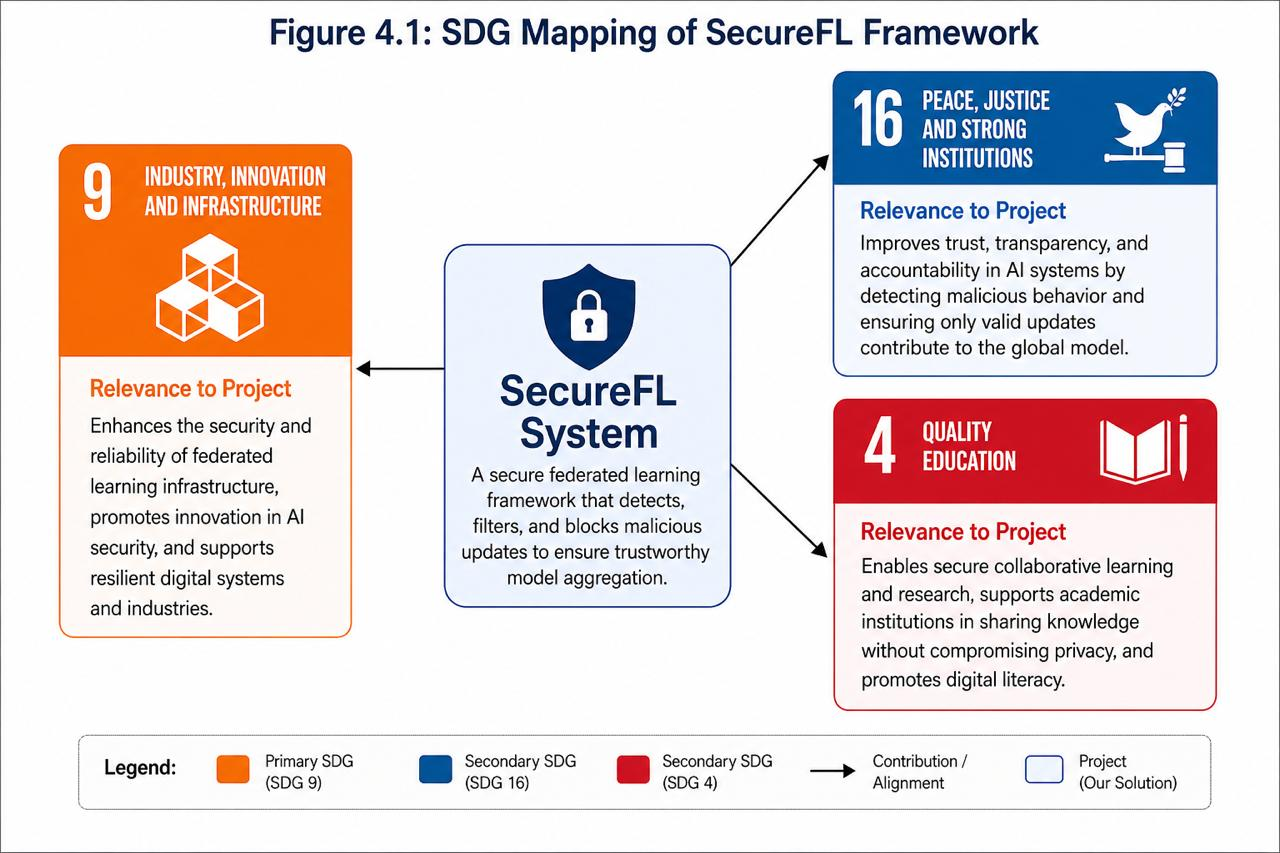 Figure 4.1: SDG Mapping of SecureFL Framework
9
INDUSTRY, INNOVATION
AND INFRASTRUCTURE
Relevance to Project
Enhances the security and
reliability of federated
learning infrastructure,
promotes innovation in AI
security, and supports
resilient digital systems
and industries.
SecureFL
System
A secure federated learning
framework that detects,
filters, and blocks malicious
updates to ensure trustworthy
model aggregation.
16
PEACE, JUSTICE
AND STRONG
INSTITUTIONS
Relevance to Project
Improves trust, transparency, and
accountability in AI systems by
detecting malicious behavior and
ensuring only valid updates
contribute to the global model.
4
QUALITY
EDUCATION
Relevance to Project
Enables secure collaborative learning
and research, supports academic
institutions in sharing knowledge
without compromising privacy, and
promotes digital literacy.
Legend:
Primary SDG
(SDG 9)
Secondary SDG
(SDG 16)
Secondary SDG
(SDG 4)
Contribution /
Alignment
Project
(Our Solution)